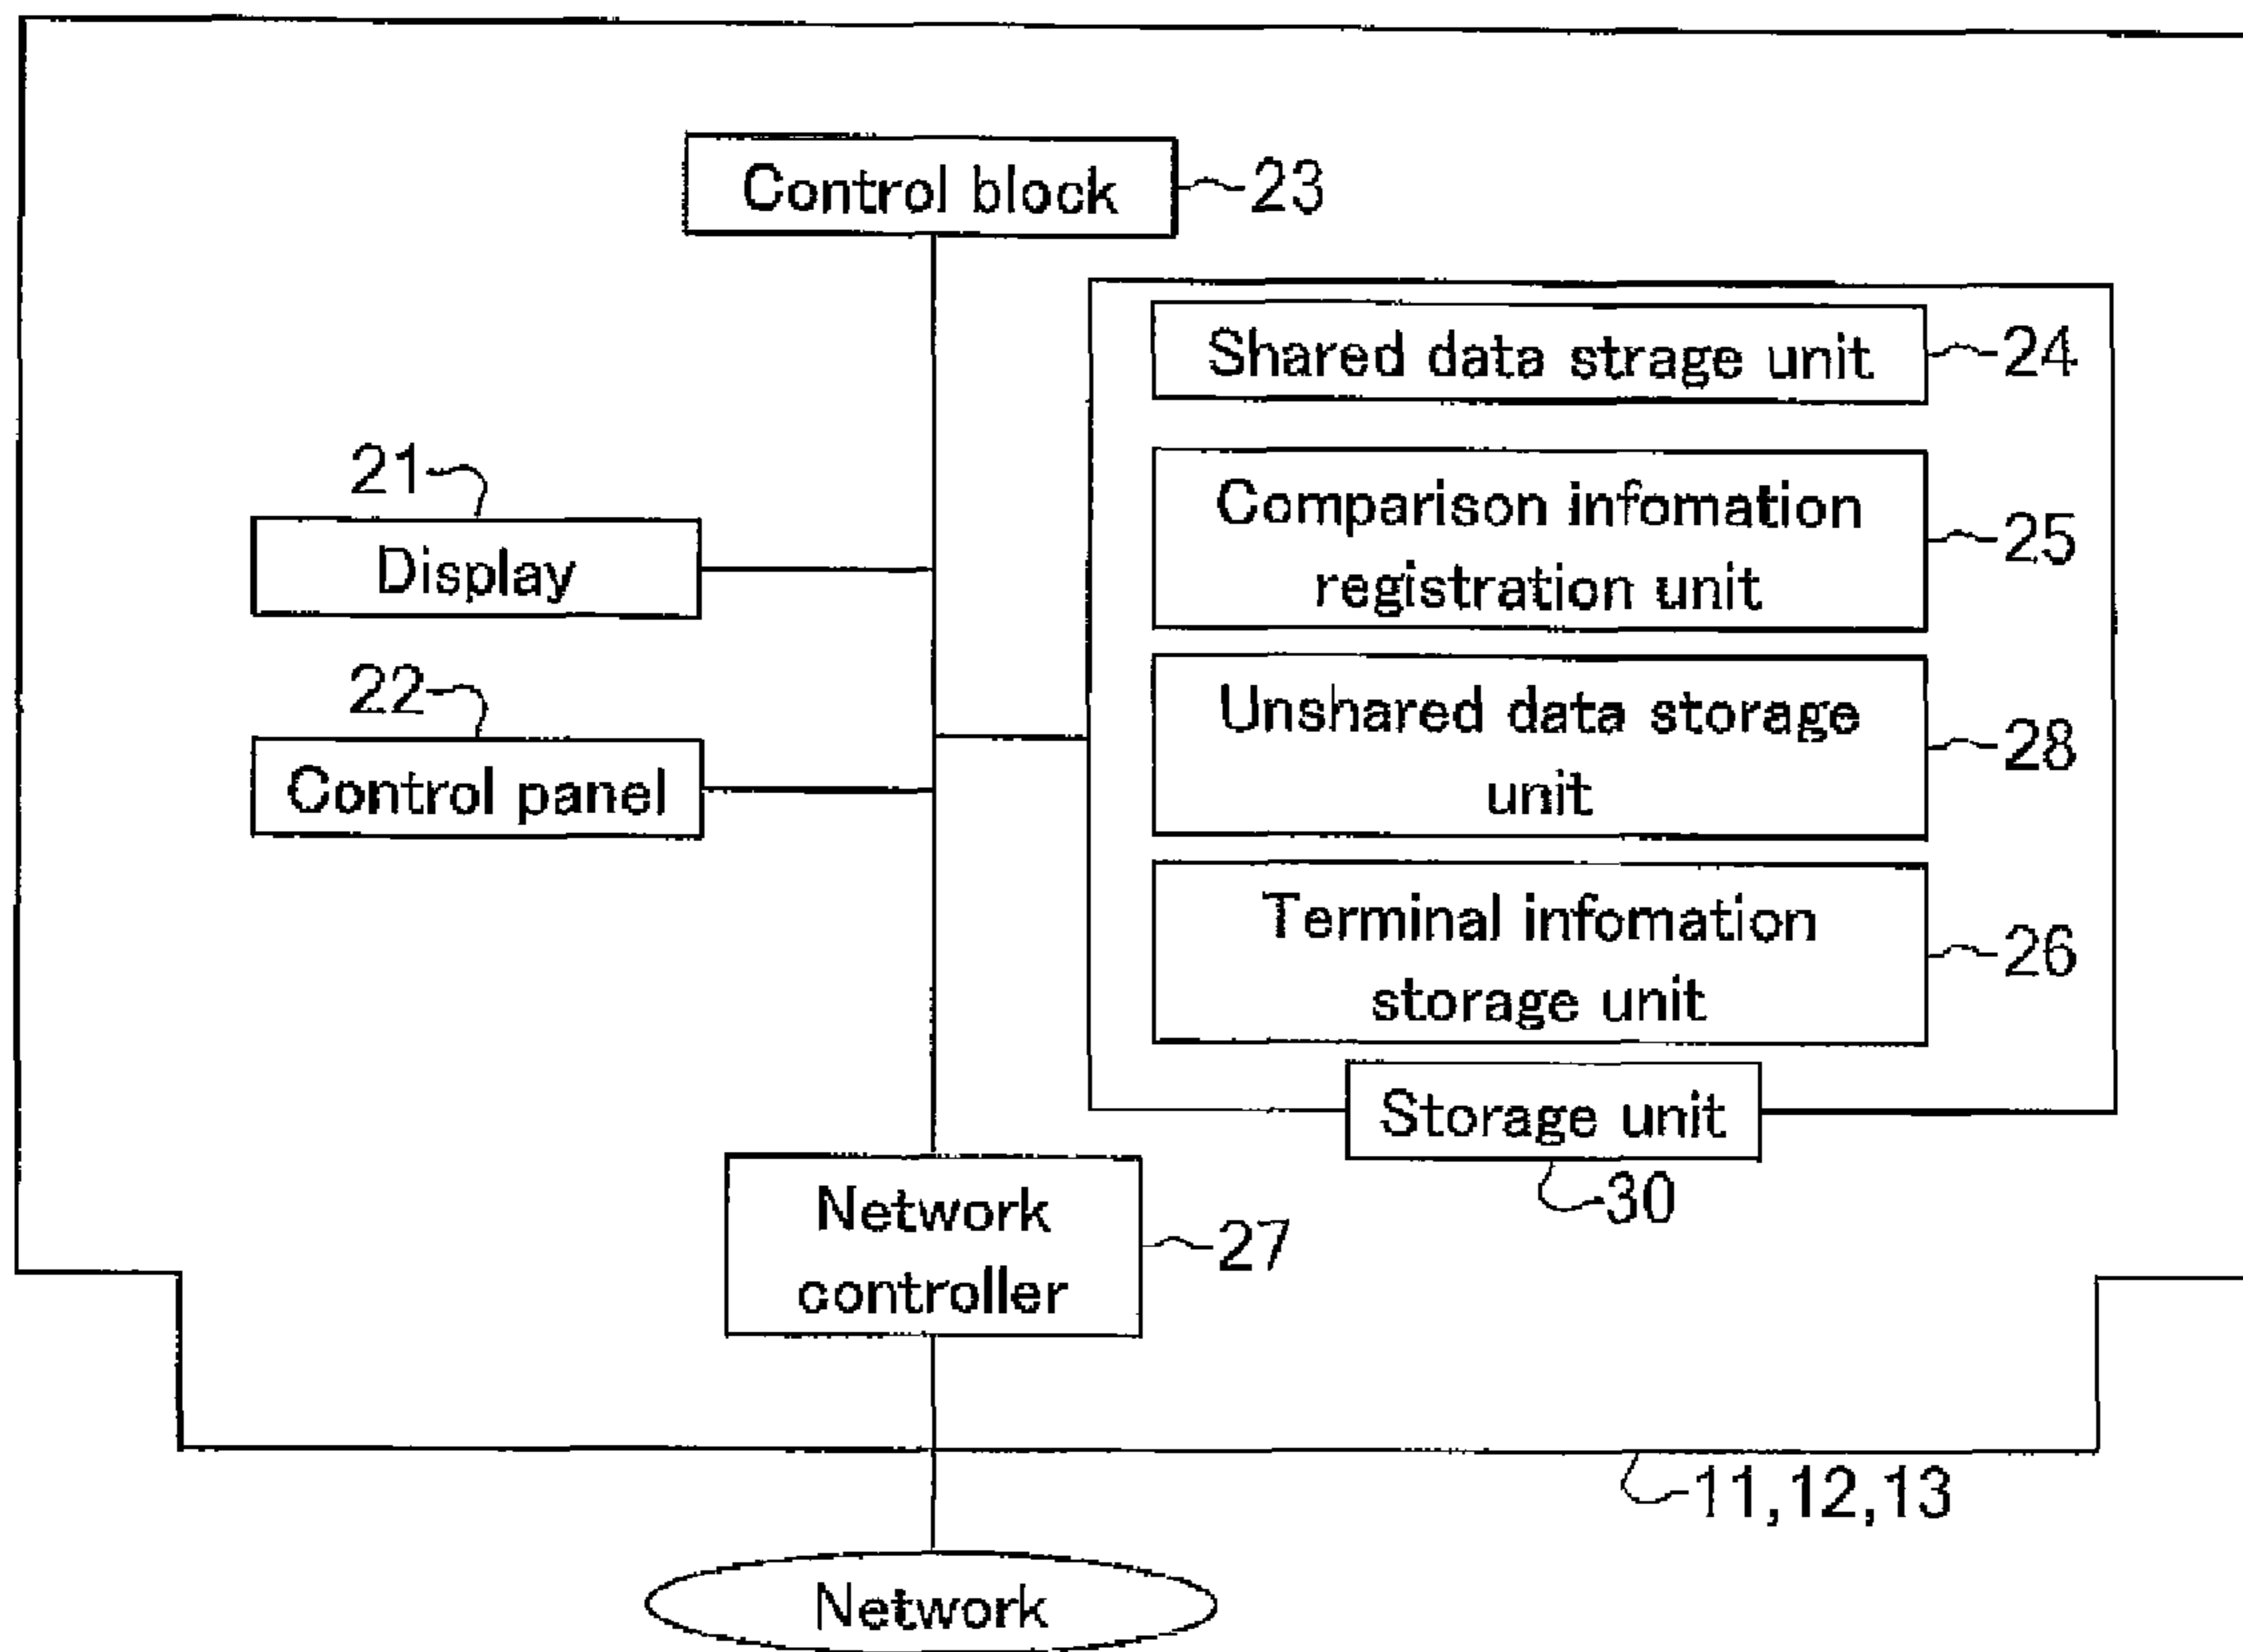 Control block 23
Shared data strage unit 24
21
Comparison infomation
registration unit
25
Display
22
Unshared data storage
unit
28
Control panel
Terminal infomation
storage unit
26
Storage unit
30
Network
controller
27
11,12,13
Network